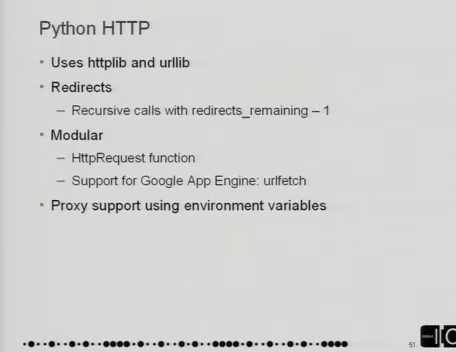 Python HTTP
• Uses httplib and urllib
• Redirects
– Recursive calls with redirects_remaining – 1
• Modular
– HttpRequest function
– Support for Google App Engine: urlfetch
• Proxy support using environment variables
51
IO